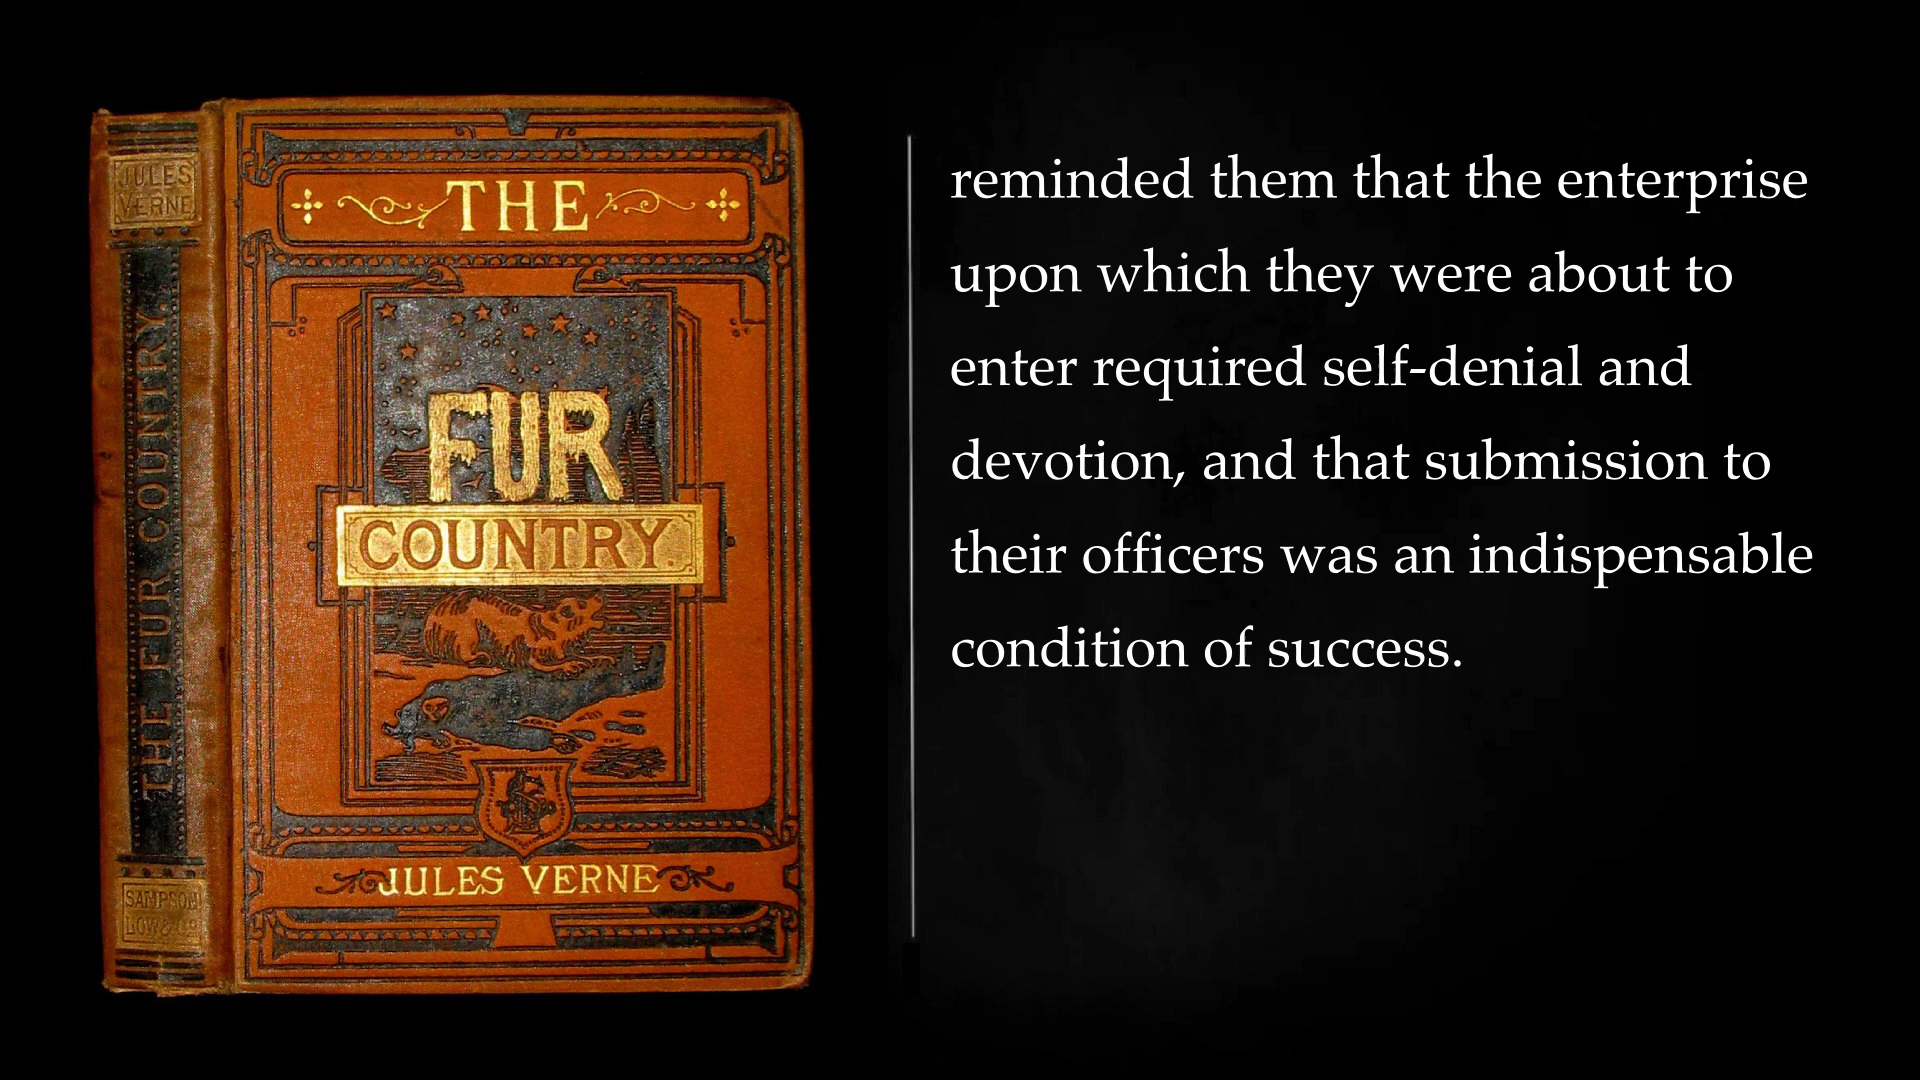 JULES
VERNE
THE FUR COUNTRY.
SAMPSON
LOW & Co
THE
FUR
COUNTRY.
JULES VERNE
reminded them that the enterprise
upon which they were about to
enter required self-denial and
devotion, and that submission to
their officers was an indispensable
condition of success.